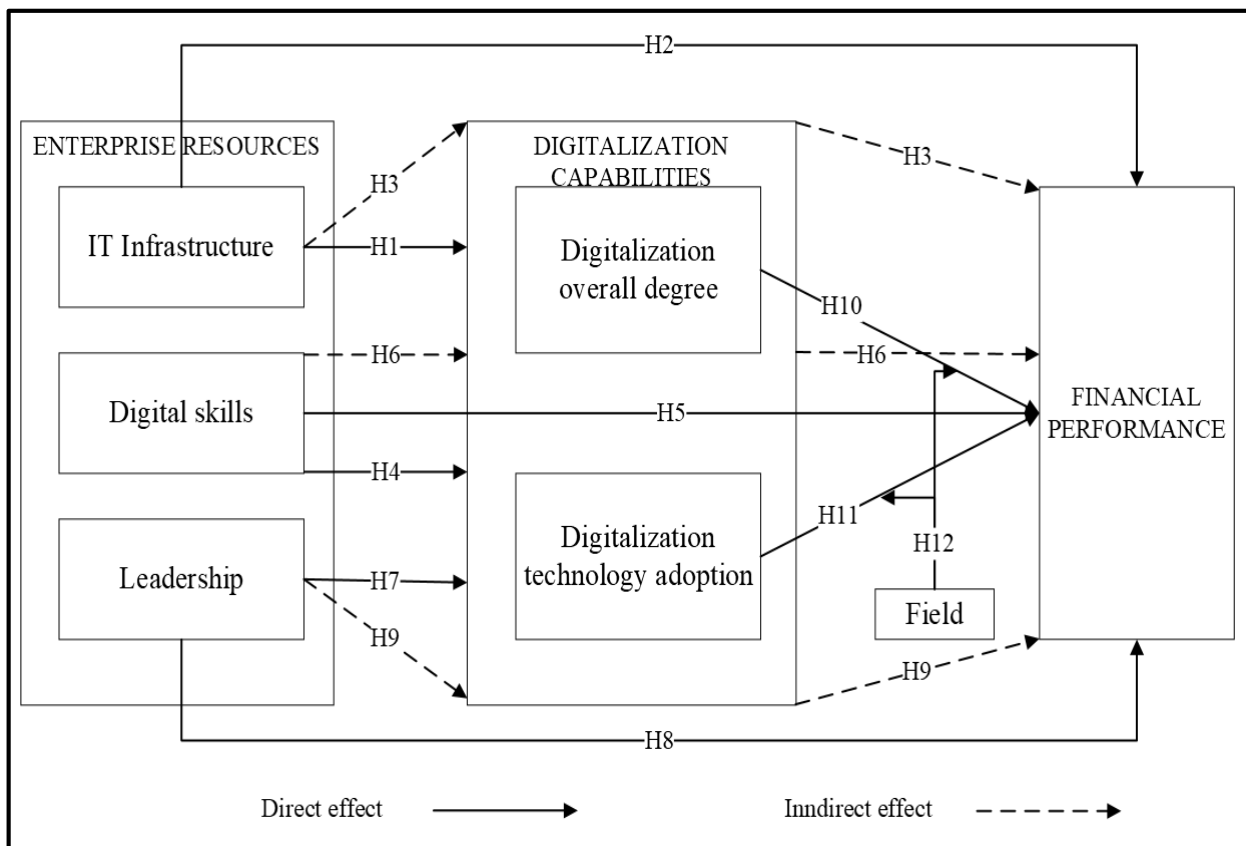 H2
ENTERPRISE RESOURCES
DIGITALIZATION
CAPABILITIES
H3
H3
IT Infrastructure
H1
Digitalization
overall degree
H10
H6
H6
Digital skills
H5
FINANCIAL
PERFORMANCE
H4
H11
Digitalization
technology adoption
H12
Leadership
H7
Field
H9
H9
H8
Direct effect
Inndirect effect